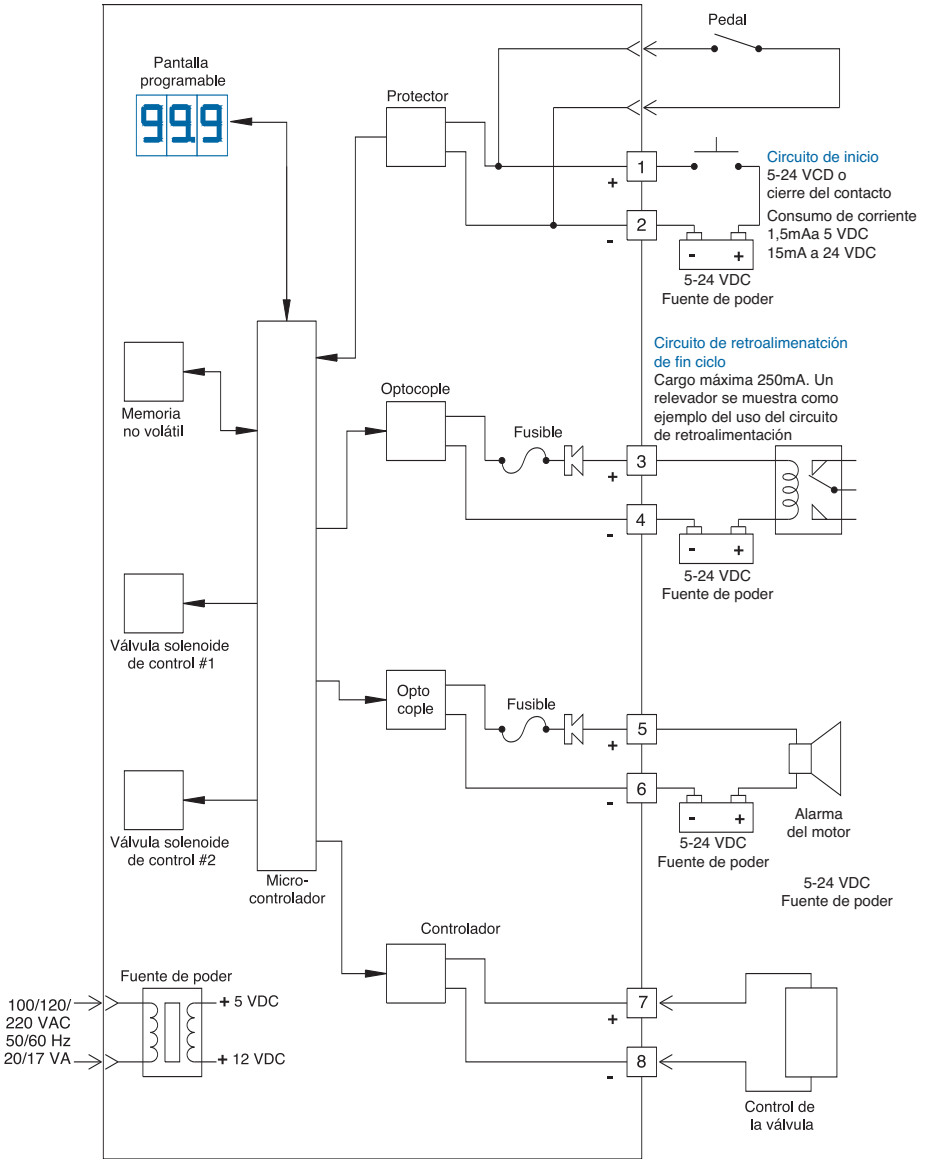 Pedal
Pantalla
programable
99.9
Protector
1
+
2
-
Circuito de inicio
5-24 VCD o
cierre del contacto
Consumo de corriente
1,5mAa 5 VDC
15mA a 24 VDC
- +
5-24 VDC
Fuente de poder
Memoria
no volátil
Optocople
Fusible
Circuito de retroalimenatción
de fin ciclo
Cargo máxima 250mA. Un
relevador se muestra como
ejemplo del uso del circuito
de retroalimentación
3
+
4
-
- +
5-24 VDC
Fuente de poder
Válvula solenoide
de control #1
Opto
cople
Fusible
5
+
6
-
- +
5-24 VDC
Fuente de poder
Alarma
del motor
5-24 VDC
Fuente de poder
Válvula solenoide
de control #2
Micro-
controlador
Controlador
7
+
8
-
Control de
la válvula
Fuente de poder
100/120/
220 VAC
50/60 Hz
20/17 VA
+ 5 VDC
+ 12 VDC